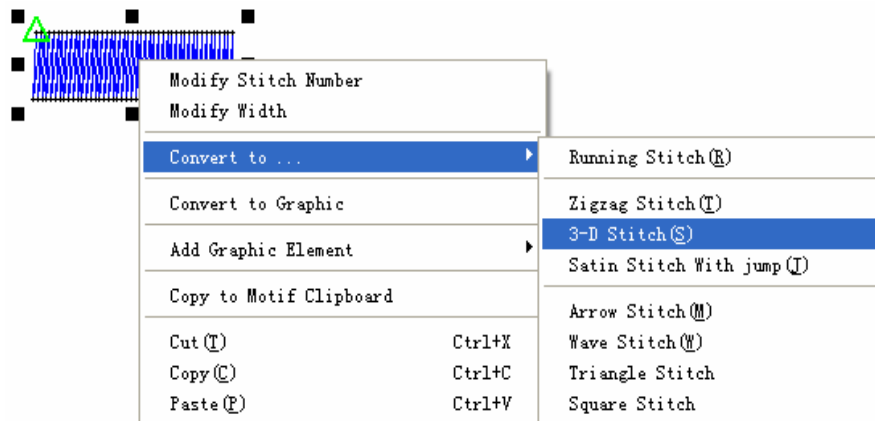 Modify Stitch Number
Modify Width
Convert to ...
Convert to Graphic
Add Graphic Element
Copy to Motif Clipboard
Cut(T) Ctrl+X
Copy(C) Ctrl+C
Paste(P) Ctrl+V
Running Stitch(R)
Zigzag Stitch(T)
3-D Stitch(S)
Satin Stitch With jump(J)
Arrow Stitch(M)
Wave Stitch(W)
Triangle Stitch
Square Stitch